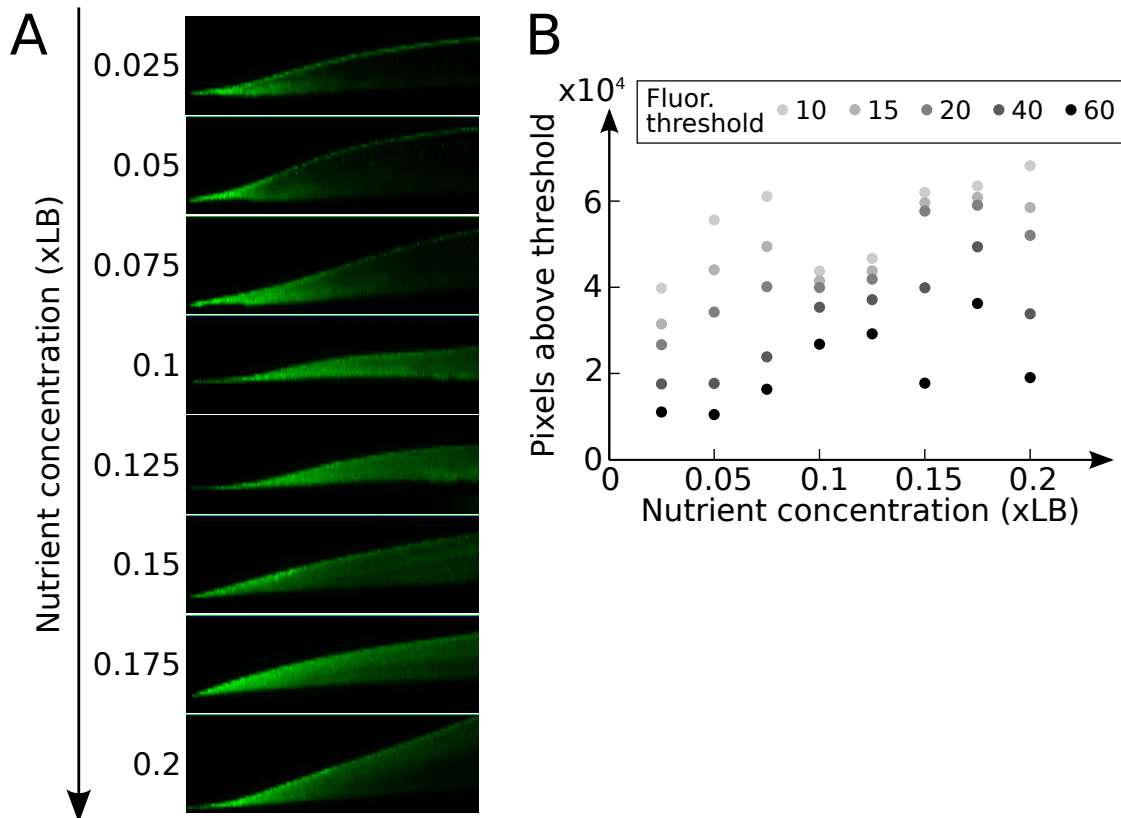 A
Nutrient concentration (xLB)
0.025
0.05
0.075
0.1
0.125
0.15
0.175
0.2
B
x10⁴
Fluor.
threshold
10 15 20 40 60
Pixels above threshold
6
4
2
0
0 0.05 0.1 0.15 0.2
Nutrient concentration (xLB)